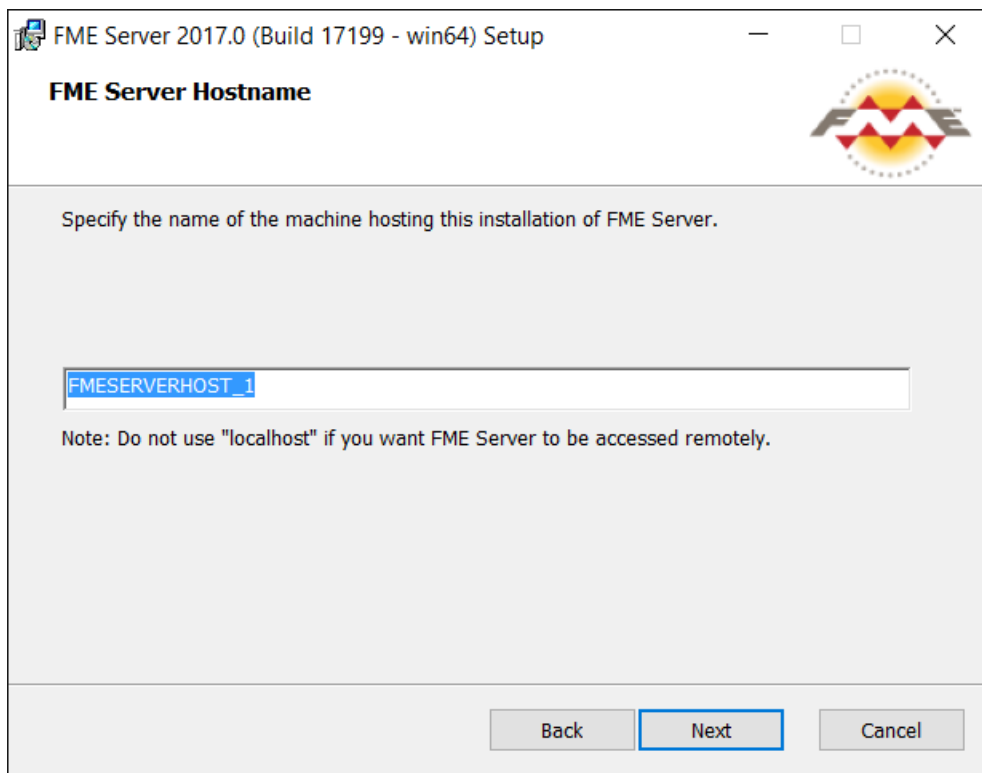 FME Server 2017.0 (Build 17199 - win64) Setup
FME Server Hostname
FME
Specify the name of the machine hosting this installation of FME Server.
FMESERVERHOST_1
Note: Do not use "localhost" if you want FME Server to be accessed remotely.
Back Next Cancel